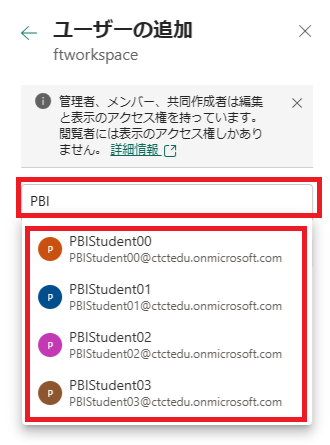 ユーザーの追加
ftworkspace
管理者、メンバー、共同作成者は編集
と表示のアクセス権を持っています。
閲覧者には表示のアクセス権しかあ
りません。 詳細情報
PBI
P PBIStudent00
PBIStudent00@ctctedu.onmicrosoft.com
P PBIStudent01
PBIStudent01@ctctedu.onmicrosoft.com
P PBIStudent02
PBIStudent02@ctctedu.onmicrosoft.com
P PBIStudent03
PBIStudent03@ctctedu.onmicrosoft.com